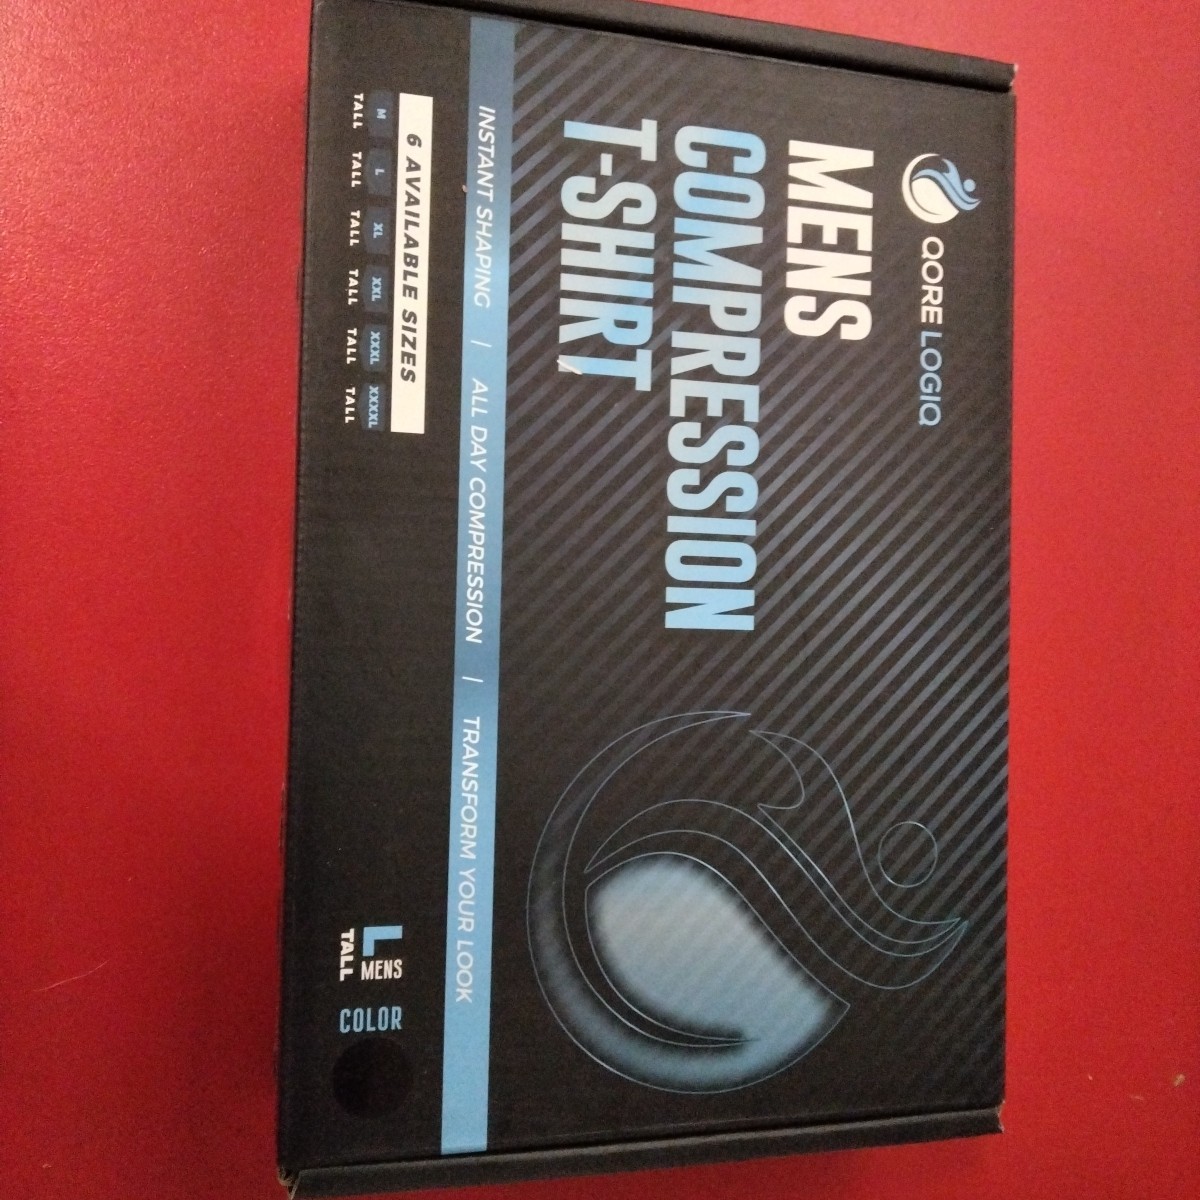 QORE LOGIQ
MENS
COMPRESSION
T-SHIRT
INSTANT SHAPING | ALL DAY COMPRESSION | TRANSFORM YOUR LOOK
6 AVAILABLE SIZES
M L XL XXL XXXL XXXXL
TALL TALL TALL TALL TALL TALL
L MENS
TALL
COLOR